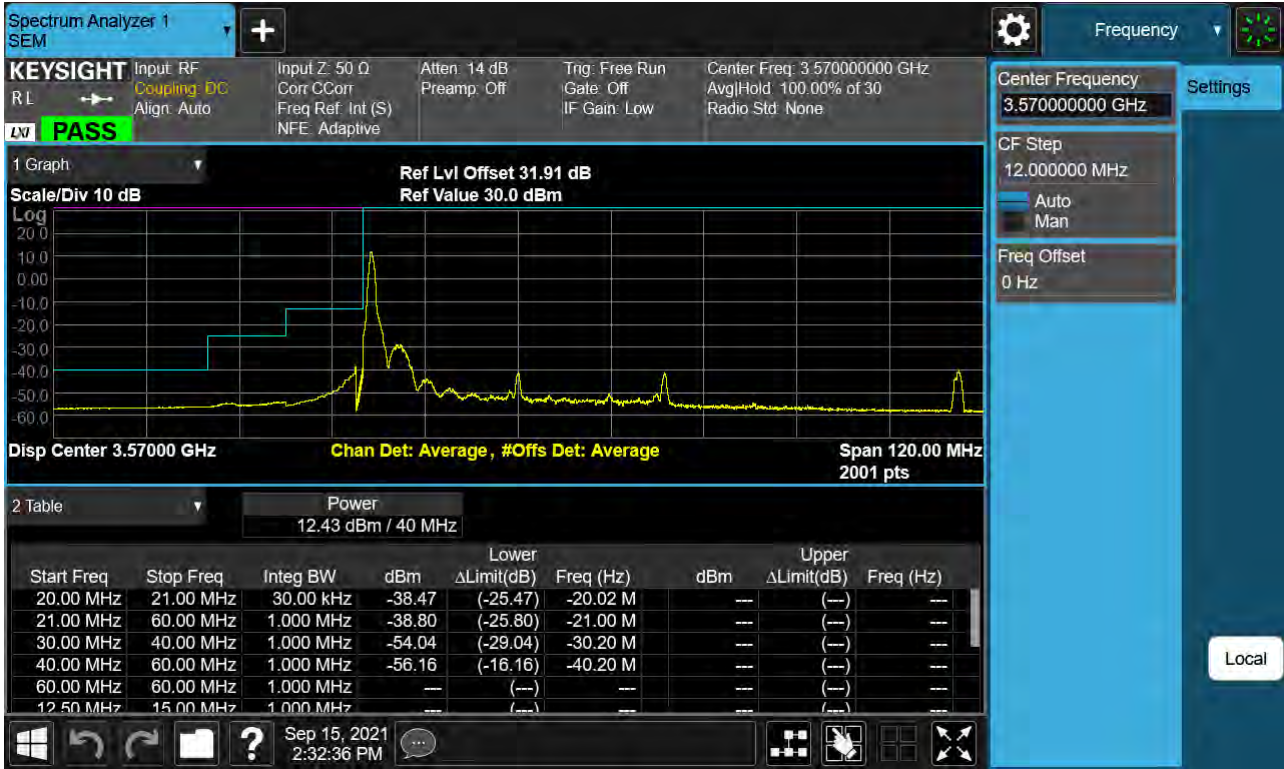 Spectrum Analyzer 1
SEM
Frequency
KEYSIGHT
R L
LXI
PASS
Input: RF
Coupling: DC
Align: Auto
Input Z: 50 Ω
Corr CCorr
Freq Ref: Int (S)
NFE: Adaptive
Atten: 14 dB
Preamp: Off
Trig: Free Run
Gate: Off
IF Gain: Low
Center Freq: 3.570000000 GHz
Avg|Hold: 100.00% of 30
Radio Std: None
Center Frequency
3.570000000 GHz
Settings
CF Step
12.000000 MHz
Auto
Man
Freq Offset
0 Hz
Local
1 Graph
Scale/Div 10 dB
Ref Lvl Offset 31.91 dB
Ref Value 30.0 dBm
Log
20.0
10.0
0.00
-10.0
-20.0
-30.0
-40.0
-50.0
-60.0
Disp Center 3.57000 GHz
Chan Det: Average , #Offs Det: Average
Span 120.00 MHz
2001 pts
2 Table
Power
12.43 dBm / 40 MHz
Lower Upper
Start Freq Stop Freq Integ BW dBm ΔLimit(dB) Freq (Hz) dBm ΔLimit(dB) Freq (Hz)
20.00 MHz 21.00 MHz 30.00 kHz -38.47 (-25.47) -20.02 M --- (---) ---
21.00 MHz 60.00 MHz 1.000 MHz -38.80 (-25.80) -21.00 M --- (---) ---
30.00 MHz 40.00 MHz 1.000 MHz -54.04 (-29.04) -30.20 M --- (---) ---
40.00 MHz 60.00 MHz 1.000 MHz -56.16 (-16.16) -40.20 M --- (---) ---
60.00 MHz 60.00 MHz 1.000 MHz --- (---) --- --- (---) ---
12.50 MHz 15.00 MHz 1.000 MHz --- (---) --- --- (---) ---
Sep 15, 2021
2:32:36 PM